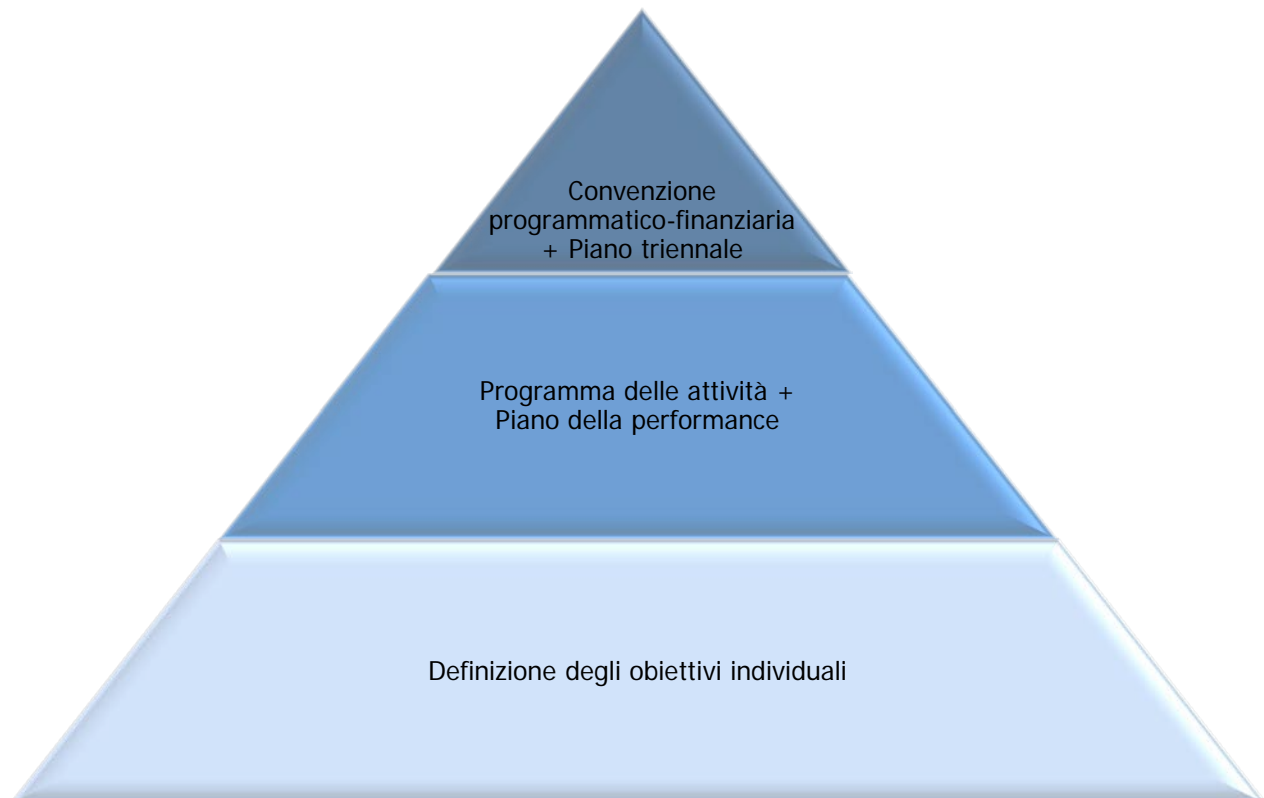 Convenzione
programmatico-finanziaria
+ Piano triennale
Programma delle attività +
Piano della performance
Definizione degli obiettivi individuali